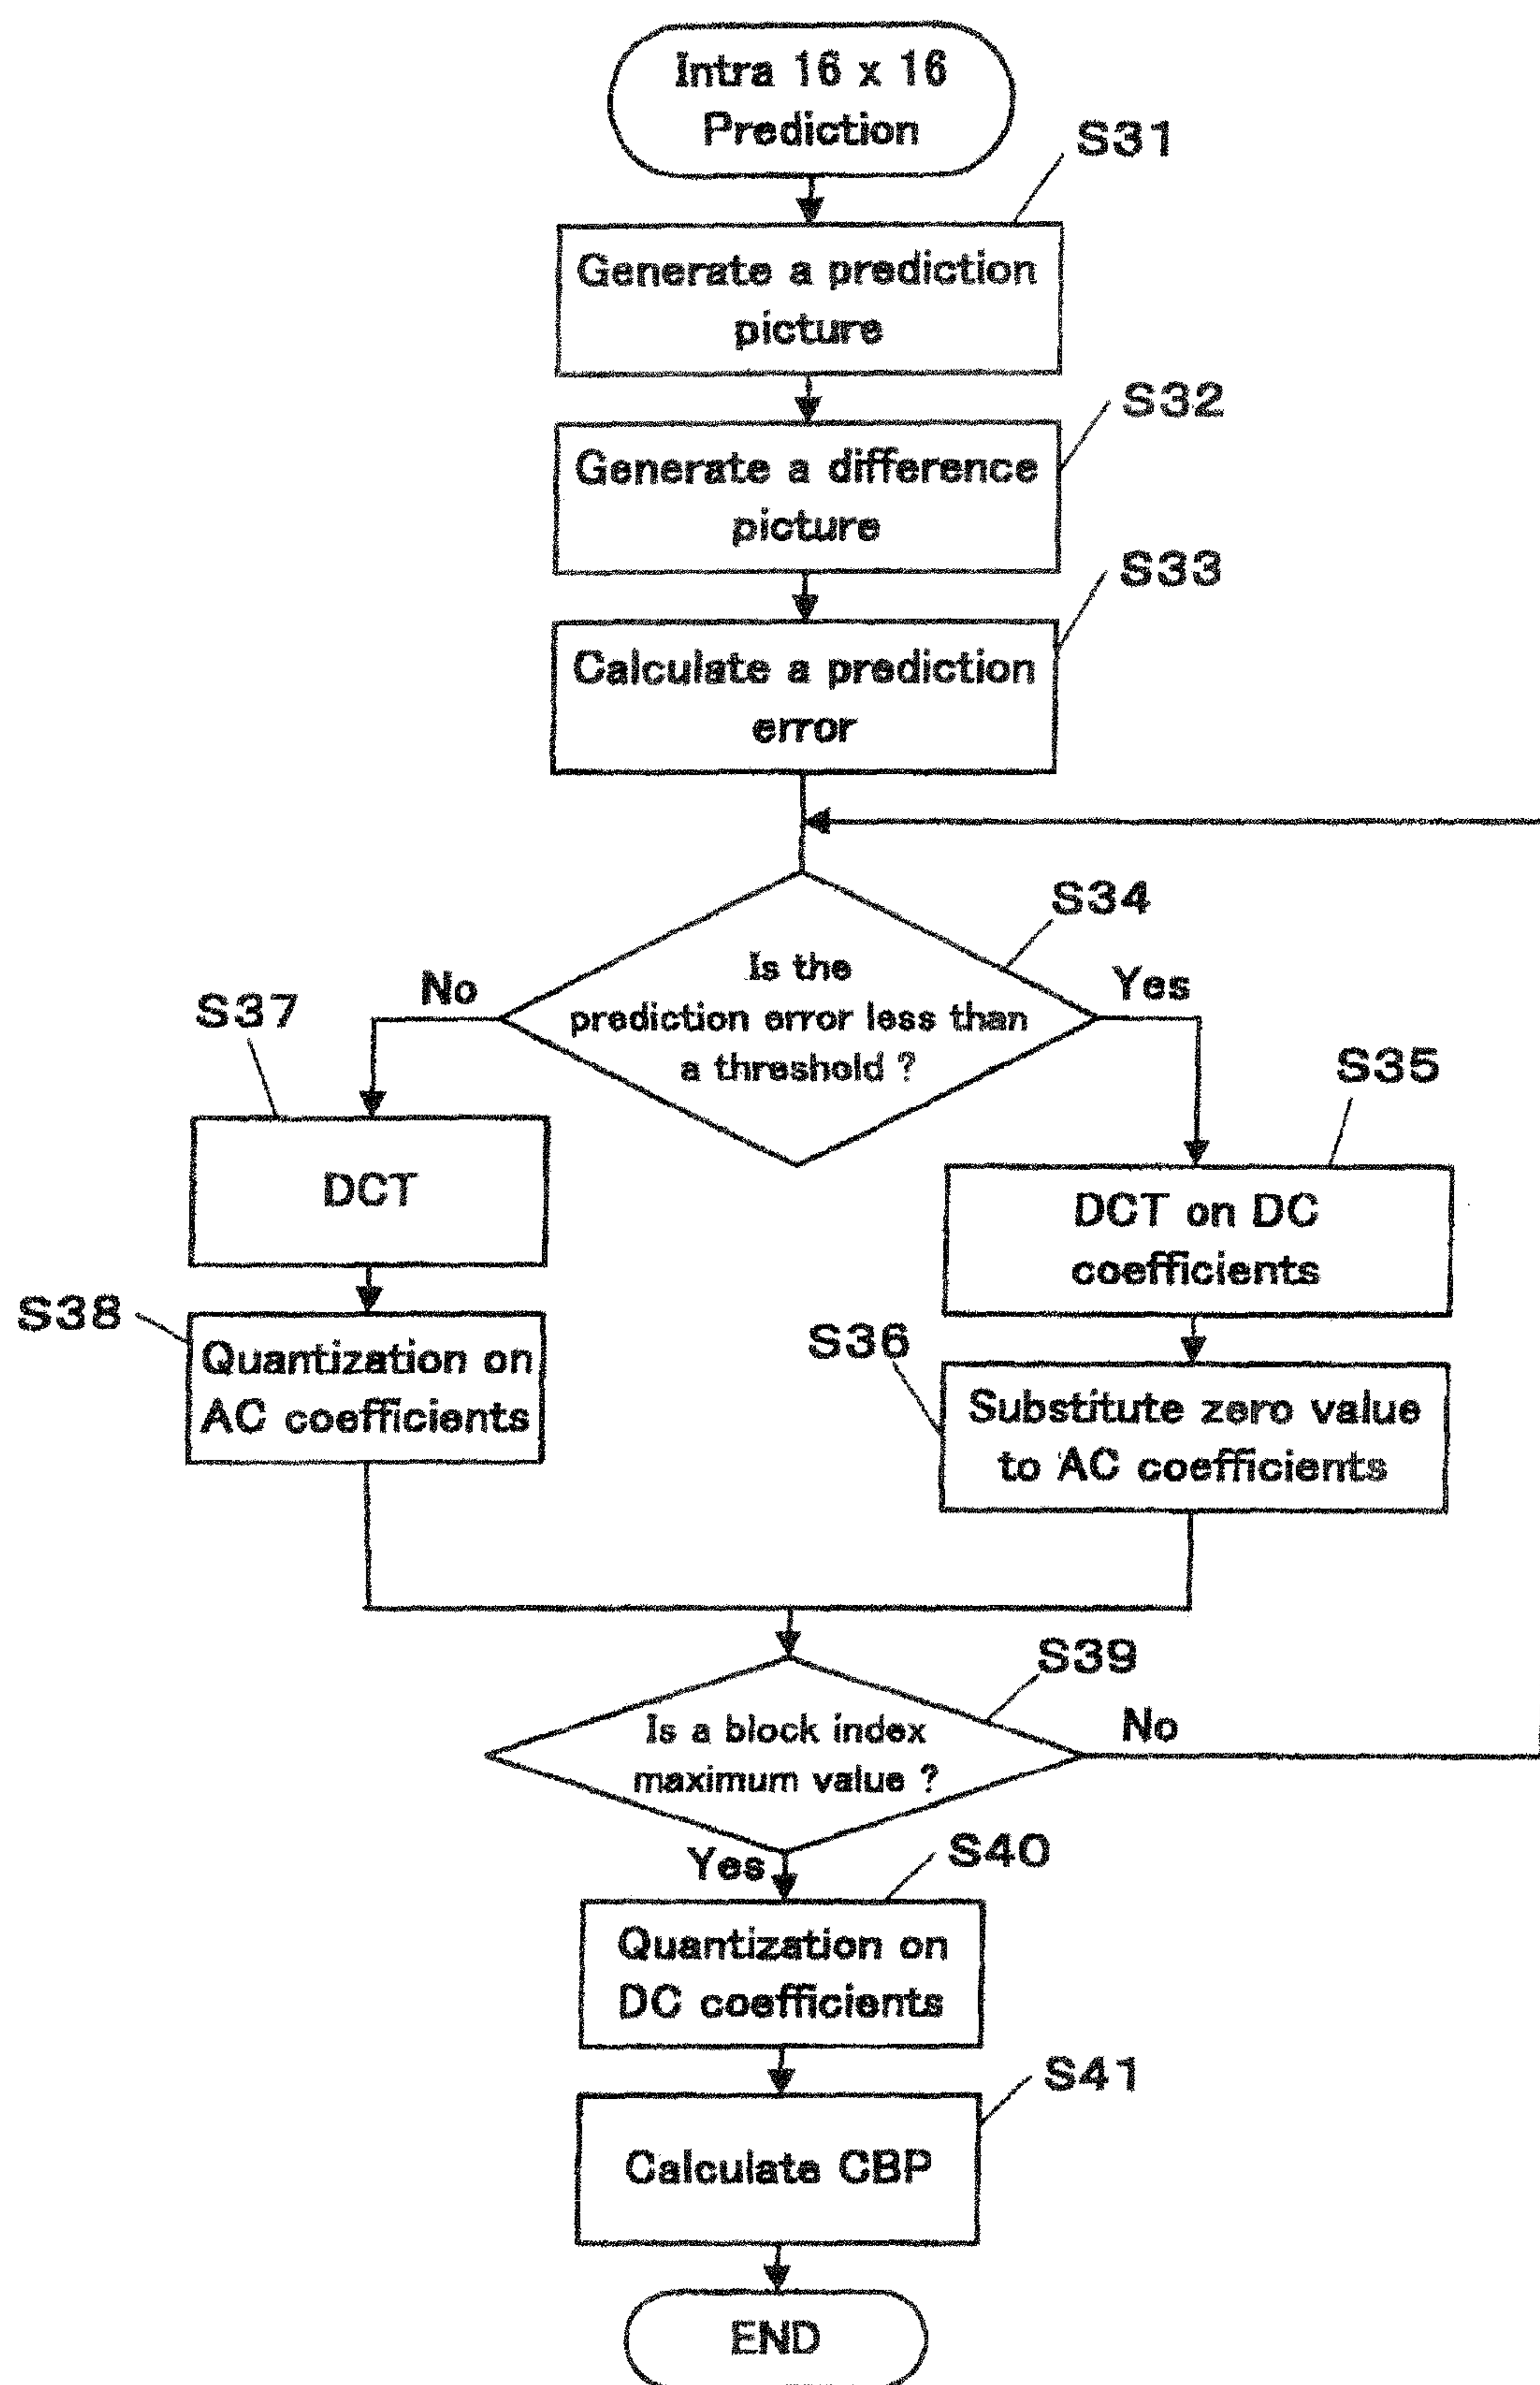 Intra 16 x 16
Prediction
S31
Generate a prediction
picture
S32
Generate a difference
picture
S33
Calculate a prediction
error
S34
Is the
prediction error less than
a threshold ?
No
Yes
S37
DCT
S35
DCT on DC
coefficients
S38
Quantization on
AC coefficients
S36
Substitute zero value
to AC coefficients
S39
Is a block index
maximum value ?
No
Yes
S40
Quantization on
DC coefficients
S41
Calculate CBP
END